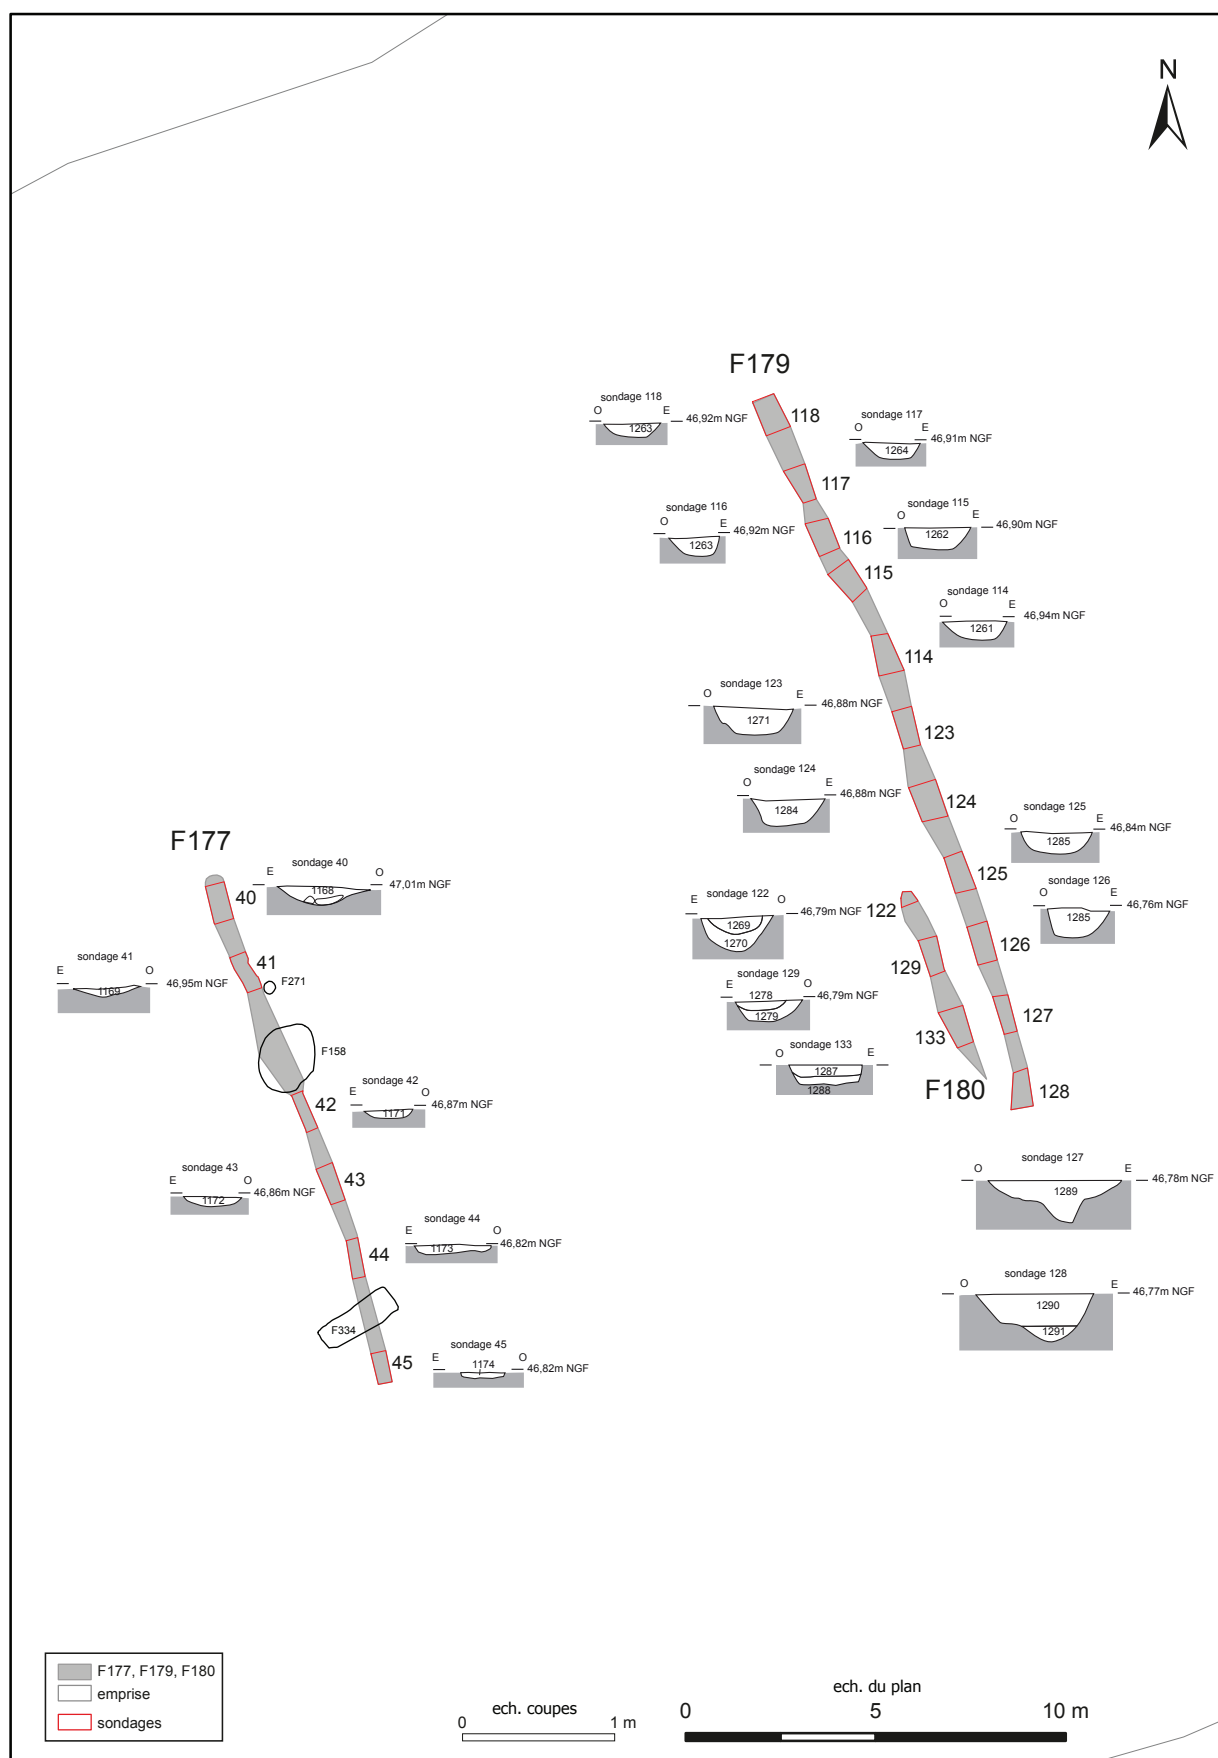 N
F179
sondage 118
O E
46,92m NGF
1263
118
sondage 117
O E
46,91m NGF
1264
117
sondage 116
O E
46,92m NGF
1263
116
sondage 115
O E
46,90m NGF
1262
115
sondage 114
O E
46,94m NGF
1261
114
sondage 123
O E
46,88m NGF
1271
123
sondage 124
O E
46,88m NGF
1284
124
sondage 125
O E
46,84m NGF
1285
125
sondage 126
O E
46,76m NGF
1285
126
sondage 122
E O
46,79m NGF
1269
1270
122
sondage 129
E O
46,79m NGF
1278
1279
129
127
sondage 133
O E
1287
1288
133
F180
128
sondage 127
O E
46,78m NGF
1289
sondage 128
O E
46,77m NGF
1290
1291
F177
sondage 40
E O
47,01m NGF
1168
40
sondage 41
E O
46,95m NGF
1169
41
F271
F158
sondage 42
E O
46,87m NGF
1171
42
sondage 43
E O
46,86m NGF
1172
43
sondage 44
E O
46,82m NGF
1173
44
F334
sondage 45
E O
46,82m NGF
1174
45
F177, F179, F180
emprise
sondages
ech. coupes
0 1 m
ech. du plan
0 5 10 m